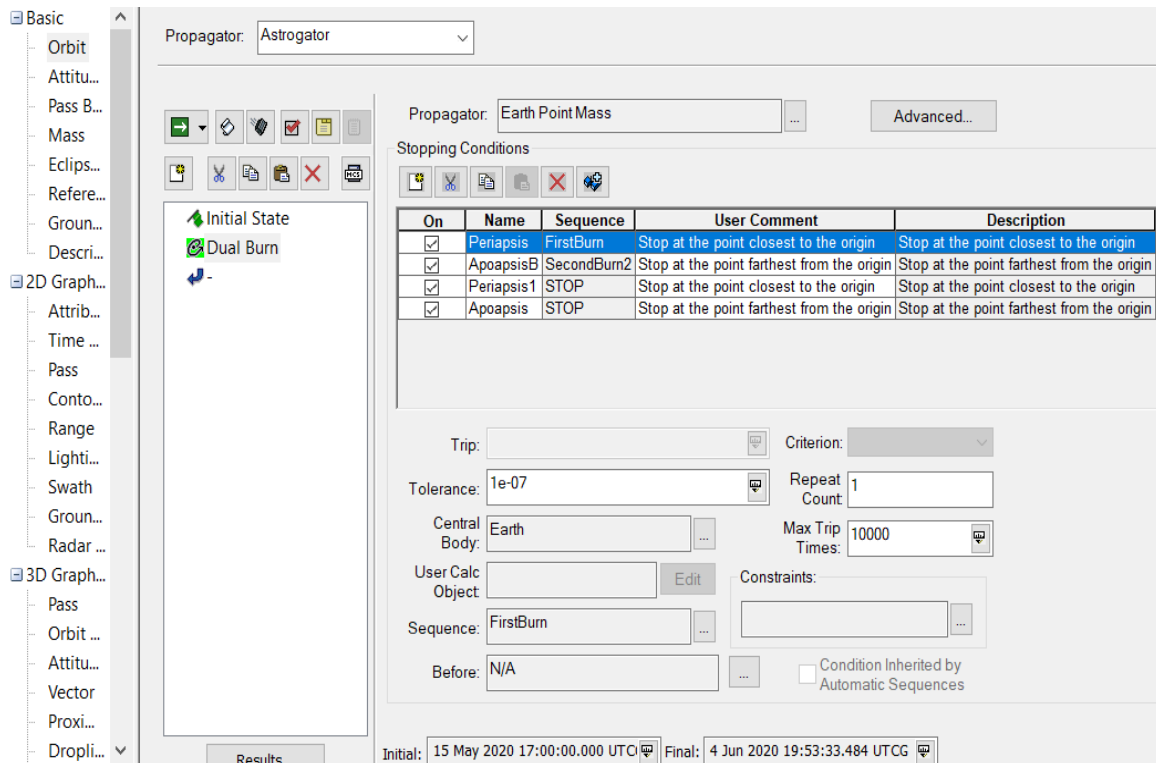 Basic
Orbit
Attitu...
Pass B...
Mass
Eclips...
Refere...
Groun...
Descri...
2D Graph...
Attrib...
Time ...
Pass
Conto...
Range
Lighti...
Swath
Groun...
Radar ...
3D Graph...
Pass
Orbit ...
Attitu...
Vector
Proxi...
Dropli...
Propagator: Astrogator
MCS
Initial State
Dual Burn
-
Results...
Propagator: Earth Point Mass ... Advanced...
Stopping Conditions
On Name Sequence User Comment Description
Periapsis FirstBurn Stop at the point closest to the origin Stop at the point closest to the origin
ApoapsisB SecondBurn2 Stop at the point farthest from the origin Stop at the point farthest from the origin
Periapsis1 STOP Stop at the point closest to the origin Stop at the point closest to the origin
Apoapsis STOP Stop at the point farthest from the origin Stop at the point farthest from the origin
Trip: Criterion:
Tolerance: 1e-07 Repeat Count: 1
Central Body: Earth ... Max Trip Times: 10000
User Calc Object: Edit Constraints:
...
Sequence: FirstBurn ...
Before: N/A ... Condition Inherited by
Automatic Sequences
Initial: 15 May 2020 17:00:00.000 UTC Final: 4 Jun 2020 19:53:33.484 UTCG